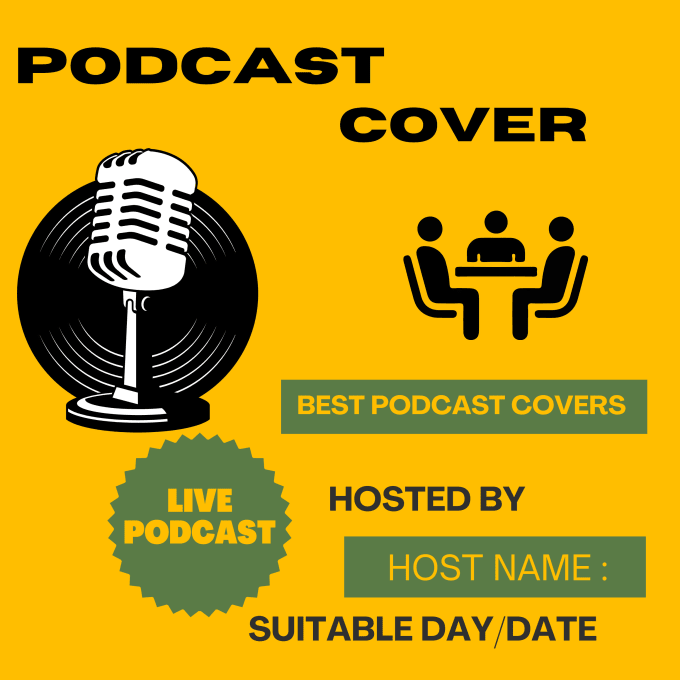 PODCAST
COVER
BEST PODCAST COVERS
LIVE
PODCAST
HOSTED BY
HOST NAME :
SUITABLE DAY/DATE